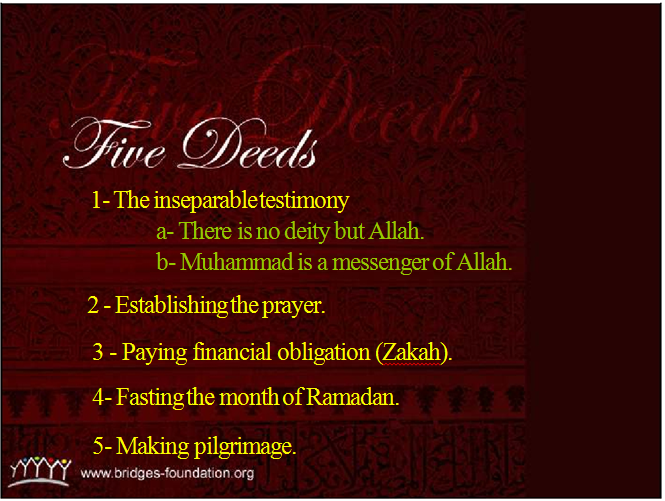 Five Deeds
Five Deeds
1- The inseparable testimony
a- There is no deity but Allah.
b- Muhammad is a messenger of Allah.
2 - Establishing the prayer.
3 - Paying financial obligation (Zakah).
4- Fasting the month of Ramadan.
5- Making pilgrimage.
www.bridges-foundation.org